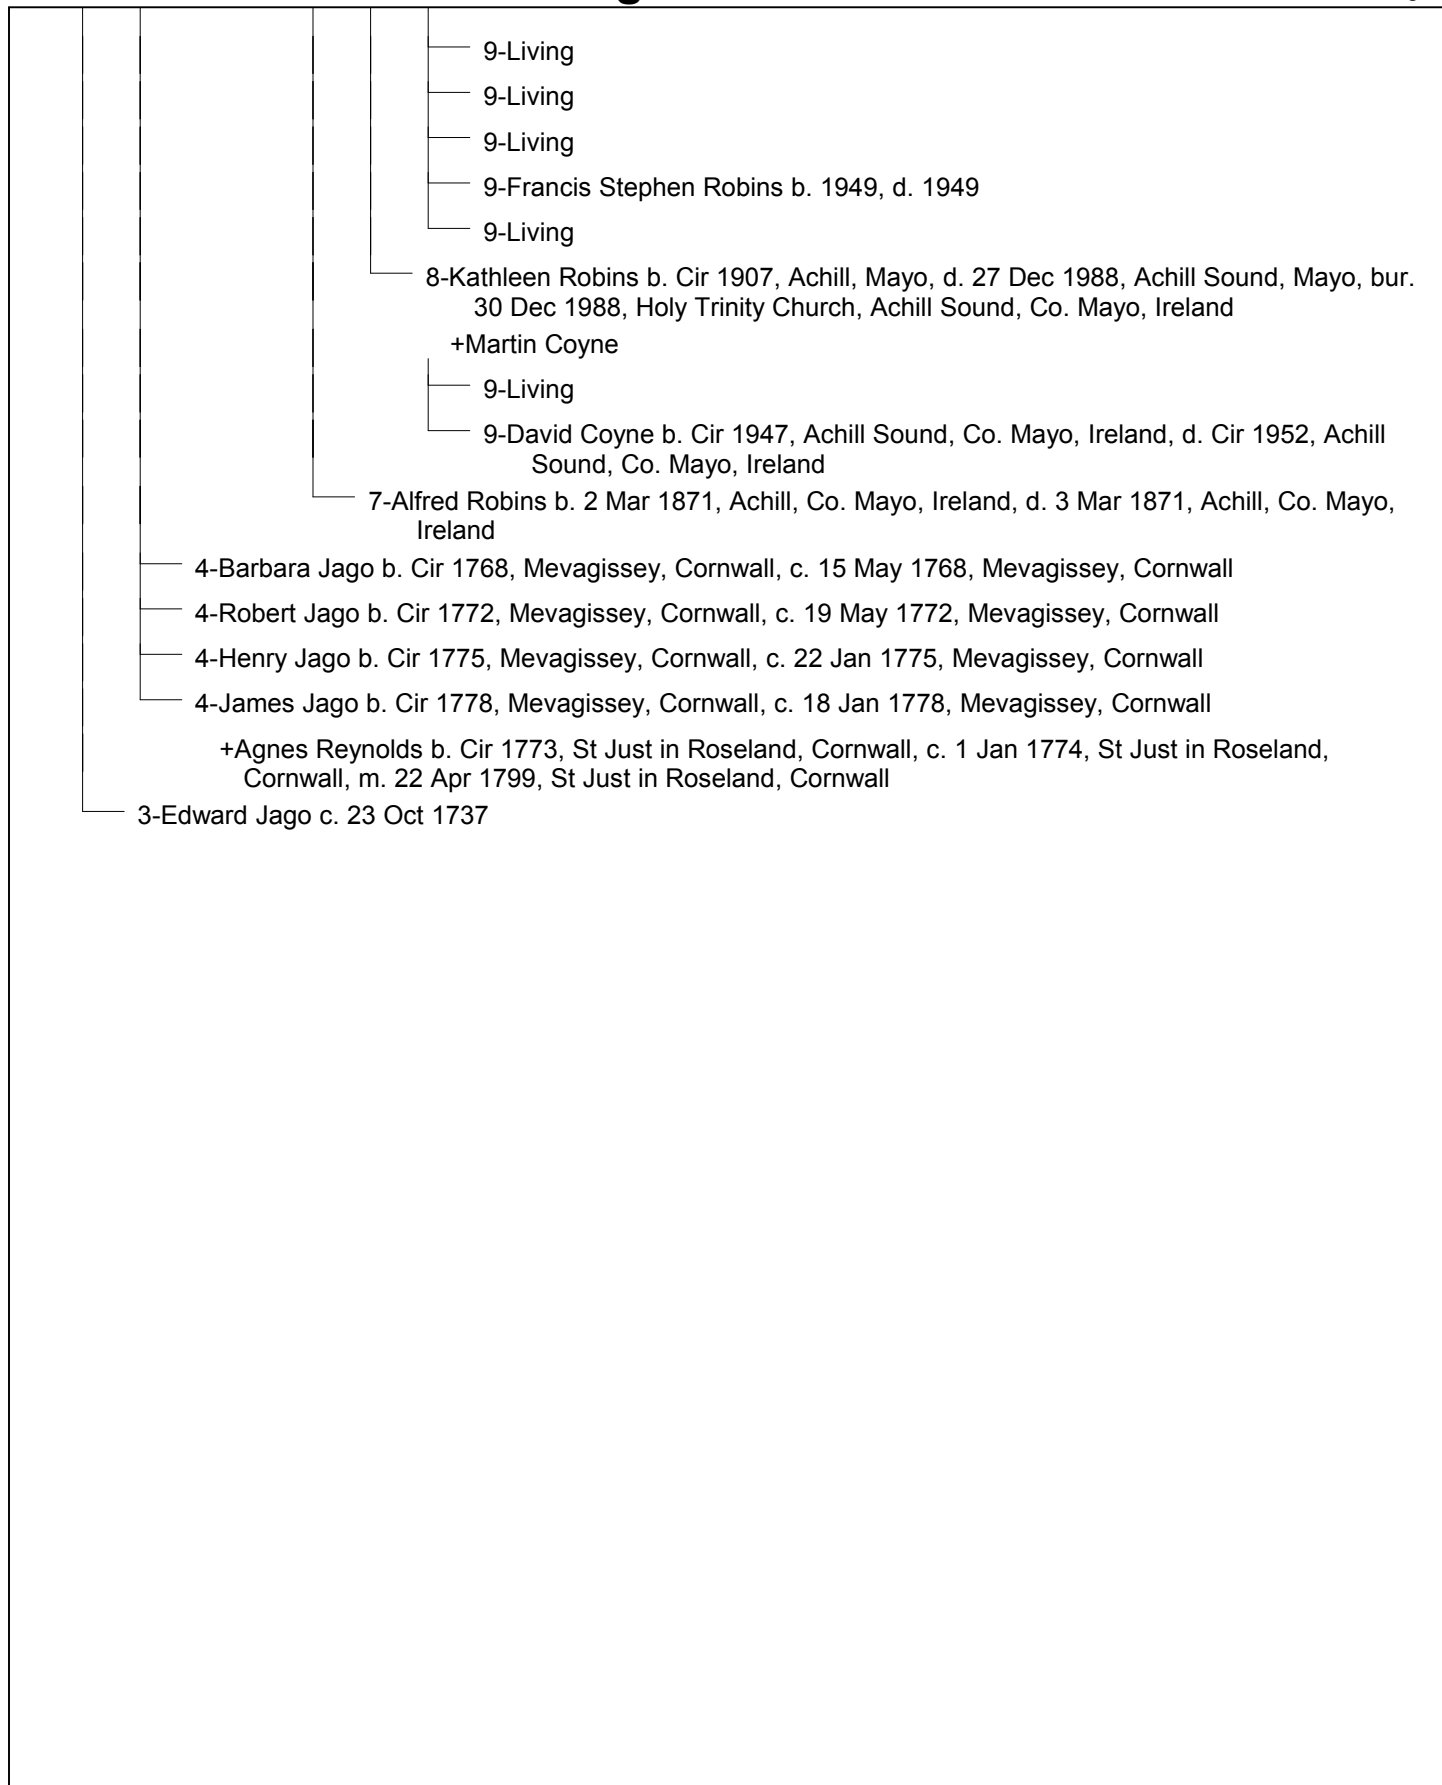 9-Living
9-Living
9-Living
9-Francis Stephen Robins b. 1949, d. 1949
9-Living
8-Kathleen Robins b. Cir 1907, Achill, Mayo, d. 27 Dec 1988, Achill Sound, Mayo, bur.
30 Dec 1988, Holy Trinity Church, Achill Sound, Co. Mayo, Ireland
+Martin Coyne
9-Living
9-David Coyne b. Cir 1947, Achill Sound, Co. Mayo, Ireland, d. Cir 1952, Achill
Sound, Co. Mayo, Ireland
7-Alfred Robins b. 2 Mar 1871, Achill, Co. Mayo, Ireland, d. 3 Mar 1871, Achill, Co. Mayo,
Ireland
4-Barbara Jago b. Cir 1768, Mevagissey, Cornwall, c. 15 May 1768, Mevagissey, Cornwall
4-Robert Jago b. Cir 1772, Mevagissey, Cornwall, c. 19 May 1772, Mevagissey, Cornwall
4-Henry Jago b. Cir 1775, Mevagissey, Cornwall, c. 22 Jan 1775, Mevagissey, Cornwall
4-James Jago b. Cir 1778, Mevagissey, Cornwall, c. 18 Jan 1778, Mevagissey, Cornwall
+Agnes Reynolds b. Cir 1773, St Just in Roseland, Cornwall, c. 1 Jan 1774, St Just in Roseland,
Cornwall, m. 22 Apr 1799, St Just in Roseland, Cornwall
3-Edward Jago c. 23 Oct 1737